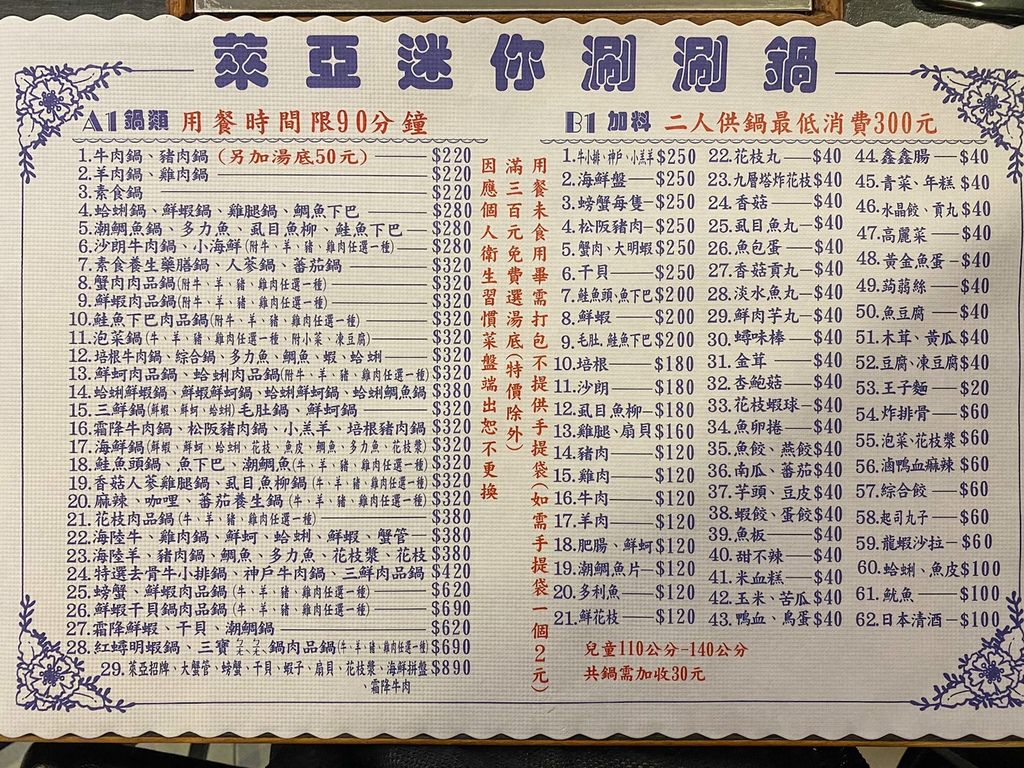 萊亞迷你涮涮鍋
A1鍋類 用餐時間限90分鐘
1.牛肉鍋、豬肉鍋(另加湯底50元) $220
2.羊肉鍋、雞肉鍋 $220
3.素食鍋 $220
4.蛤蜊鍋、鮮蝦鍋、雞腿鍋、鯛魚下巴 $280
5.潮鯛魚鍋、多力魚、虱目魚柳、鮭魚下巴 $280
6.沙朗牛肉鍋、小海鮮(附牛、羊、豬、雞肉任選一種) $280
7.素食養生藥膳鍋、人蔘鍋、蕃茄鍋 $320
8.蟹肉肉品鍋(附牛、羊、豬、雞肉任選一種) $320
9.鮮蝦肉品鍋(附牛、羊、豬、雞肉任選一種) $320
10.鮭魚下巴肉品鍋(附牛、羊、豬、雞肉任選一種) $320
11.泡菜鍋(牛、羊、豬、雞肉任選一種、附小菜、凍豆腐) $320
12.培根牛肉鍋、綜合鍋、多力魚、鯛魚、蝦、蛤蜊 $320
13.鮮蚵肉品鍋、蛤蜊肉品鍋(附牛、羊、豬、雞肉任選一種) $320
14.蛤蜊鮮蝦鍋、鮮蝦鮮蚵鍋、蛤蜊鮮蚵鍋、蛤蜊鯛魚鍋 $380
15.三鮮鍋(鮮蝦、鮮蚵、蛤蜊)毛肚鍋、鮮蚵鍋 $320
16.霜降牛肉鍋、松阪豬肉鍋、小羔羊、培根豬肉鍋 $320
17.海鮮鍋(鮮蝦、鮮蚵、蛤蜊、花枝、魚皮、鯛魚、多力魚、花枝漿) $320
18.鮭魚頭鍋、魚下巴、潮鯛魚(牛、羊、豬、雞肉任選一種) $320
19.香菇人蔘雞腿鍋、虱目魚柳鍋(牛、羊、豬、雞肉任選一種) $320
20.麻辣、咖哩、蕃茄養生鍋(牛、羊、豬、雞肉任選一種) $320
21.花枝肉品鍋(牛、羊、豬、雞肉任選一種) $380
22.海陸牛、雞肉鍋、鮮蚵、蛤蜊、鮮蝦、蟹管 $380
23.海陸羊、豬肉鍋、鯛魚、多力魚、花枝漿、花枝 $380
24.特選去骨牛小排鍋、神戶牛肉鍋、三鮮肉品鍋 $420
25.螃蟹、鮮蝦肉品鍋(牛、羊、豬、雞肉任選一種) $620
26.鮮蝦干貝鍋肉品鍋(牛、羊、豬、雞肉任選一種) $690
27.霜降鮮蝦、干貝、潮鯛鍋 $620
28.紅蟳明蝦鍋、三寶ㄆㄆ鍋肉品鍋(牛、羊、豬、雞肉任選一種) $690
29.萊亞招牌、大蟹管、螃蟹、干貝、蝦子、扇貝、花枝漿、海鮮拼盤、霜降牛肉 $890
用餐未食用畢需打包不提供手提袋(如需手提袋一個2元)
滿三百元免費選湯底(特價除外)
因應個人衛生習慣菜盤端出恕不更換
B1 加料 二人供鍋最低消費300元
1.牛小排、神戶、小羔羊 $250
2.海鮮盤 $250
3.螃蟹每隻 $250
4.松阪豬肉 $250
5.蟹肉、大明蝦 $250
6.干貝 $250
7.鮭魚頭、魚下巴 $200
8.鮮蝦 $200
9.毛肚、鮭魚下巴 $200
10.培根 $180
11.沙朗 $180
12.虱目魚柳 $180
13.雞腿、扇貝 $160
14.豬肉 $120
15.雞肉 $120
16.牛肉 $120
17.羊肉 $120
18.肥腸、鮮蚵 $120
19.潮鯛魚片 $120
20.多利魚 $120
21.鮮花枝 $120
22.花枝丸 $40
23.九層塔炸花枝 $40
24.香菇 $40
25.虱目魚丸 $40
26.魚包蛋 $40
27.香菇貢丸 $40
28.淡水魚丸 $40
29.鮮肉芋丸 $40
30.蟳味棒 $40
31.金茸 $40
32.杏鮑菇 $40
33.花枝蝦球 $40
34.魚卵捲 $40
35.魚餃、燕餃 $40
36.南瓜、蕃茄 $40
37.芋頭、豆皮 $40
38.蝦餃、蛋餃 $40
39.魚板 $40
40.甜不辣 $40
41.米血糕 $40
42.玉米、苦瓜 $40
43.鴨血、鳥蛋 $40
44.鑫鑫腸 $40
45.青菜、年糕 $40
46.水晶餃、貢丸 $40
47.高麗菜 $40
48.黃金魚蛋 $40
49.蒟蒻絲 $40
50.魚豆腐 $40
51.木茸、黃瓜 $40
52.豆腐、凍豆腐 $40
53.王子麵 $20
54.炸排骨 $60
55.泡菜、花枝漿 $60
56.滷鴨血麻辣 $60
57.綜合餃 $60
58.起司丸子 $60
59.龍蝦沙拉 $60
60.蛤蜊、魚皮 $100
61.魷魚 $100
62.日本清酒 $100
兒童110公分-140公分
共鍋需加收30元